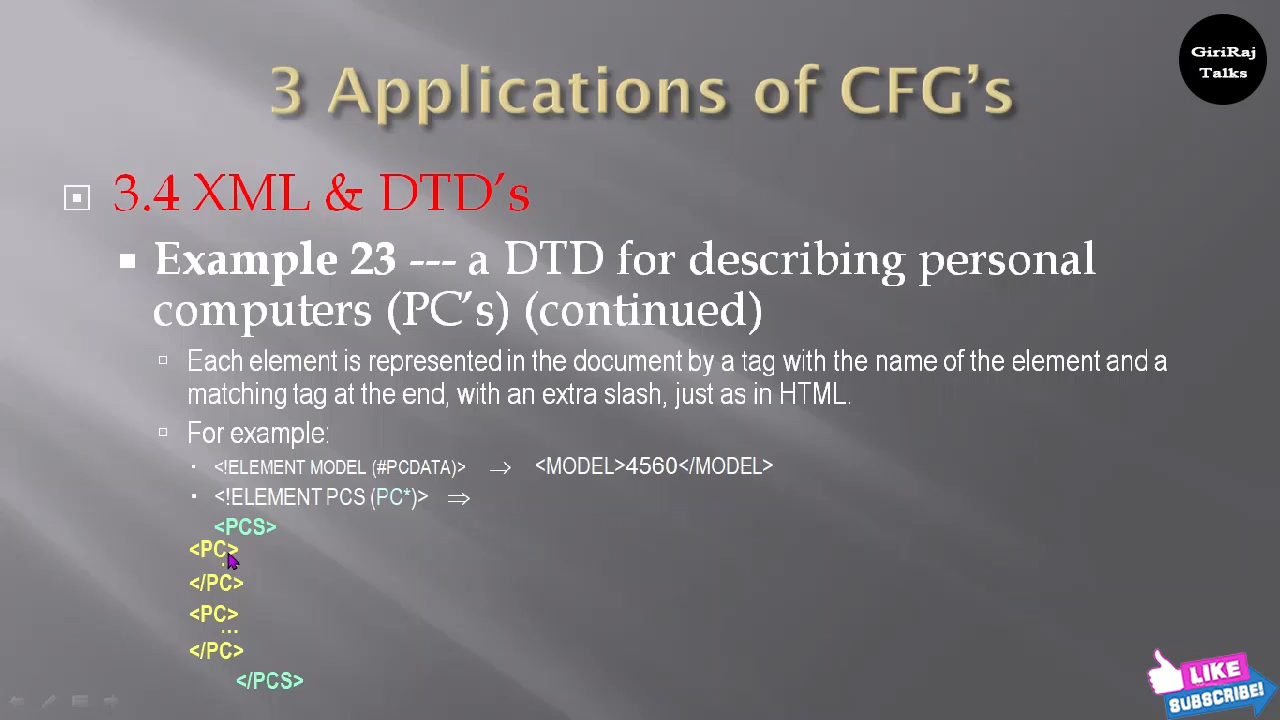 GiriRaj
Talks
3 Applications of CFG's
3.4 XML & DTD's
Example 23 --- a DTD for describing personal
computers (PC's) (continued)
Each element is represented in the document by a tag with the name of the element and a
matching tag at the end, with an extra slash, just as in HTML.
For example:
<!ELEMENT MODEL (#PCDATA)> ⇒ <MODEL>4560</MODEL>
<!ELEMENT PCS (PC*)> ⇒
<PCS>
<PC>
</PC>
<PC>
...
</PC>
</PCS>
LIKE
SUBSCRIBE!